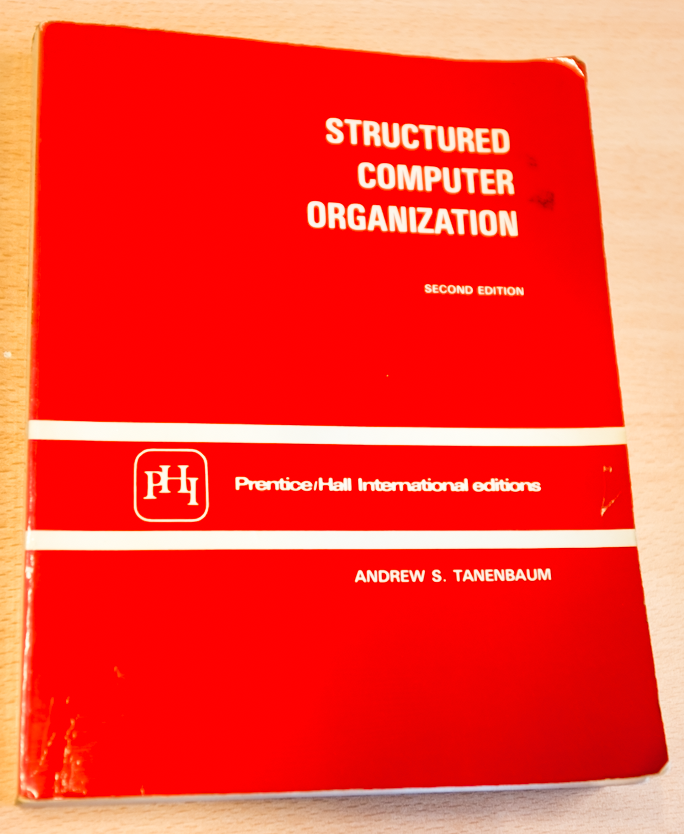 STRUCTURED
COMPUTER
ORGANIZATION
SECOND EDITION
PHI
Prentice/Hall International editions
ANDREW S. TANENBAUM